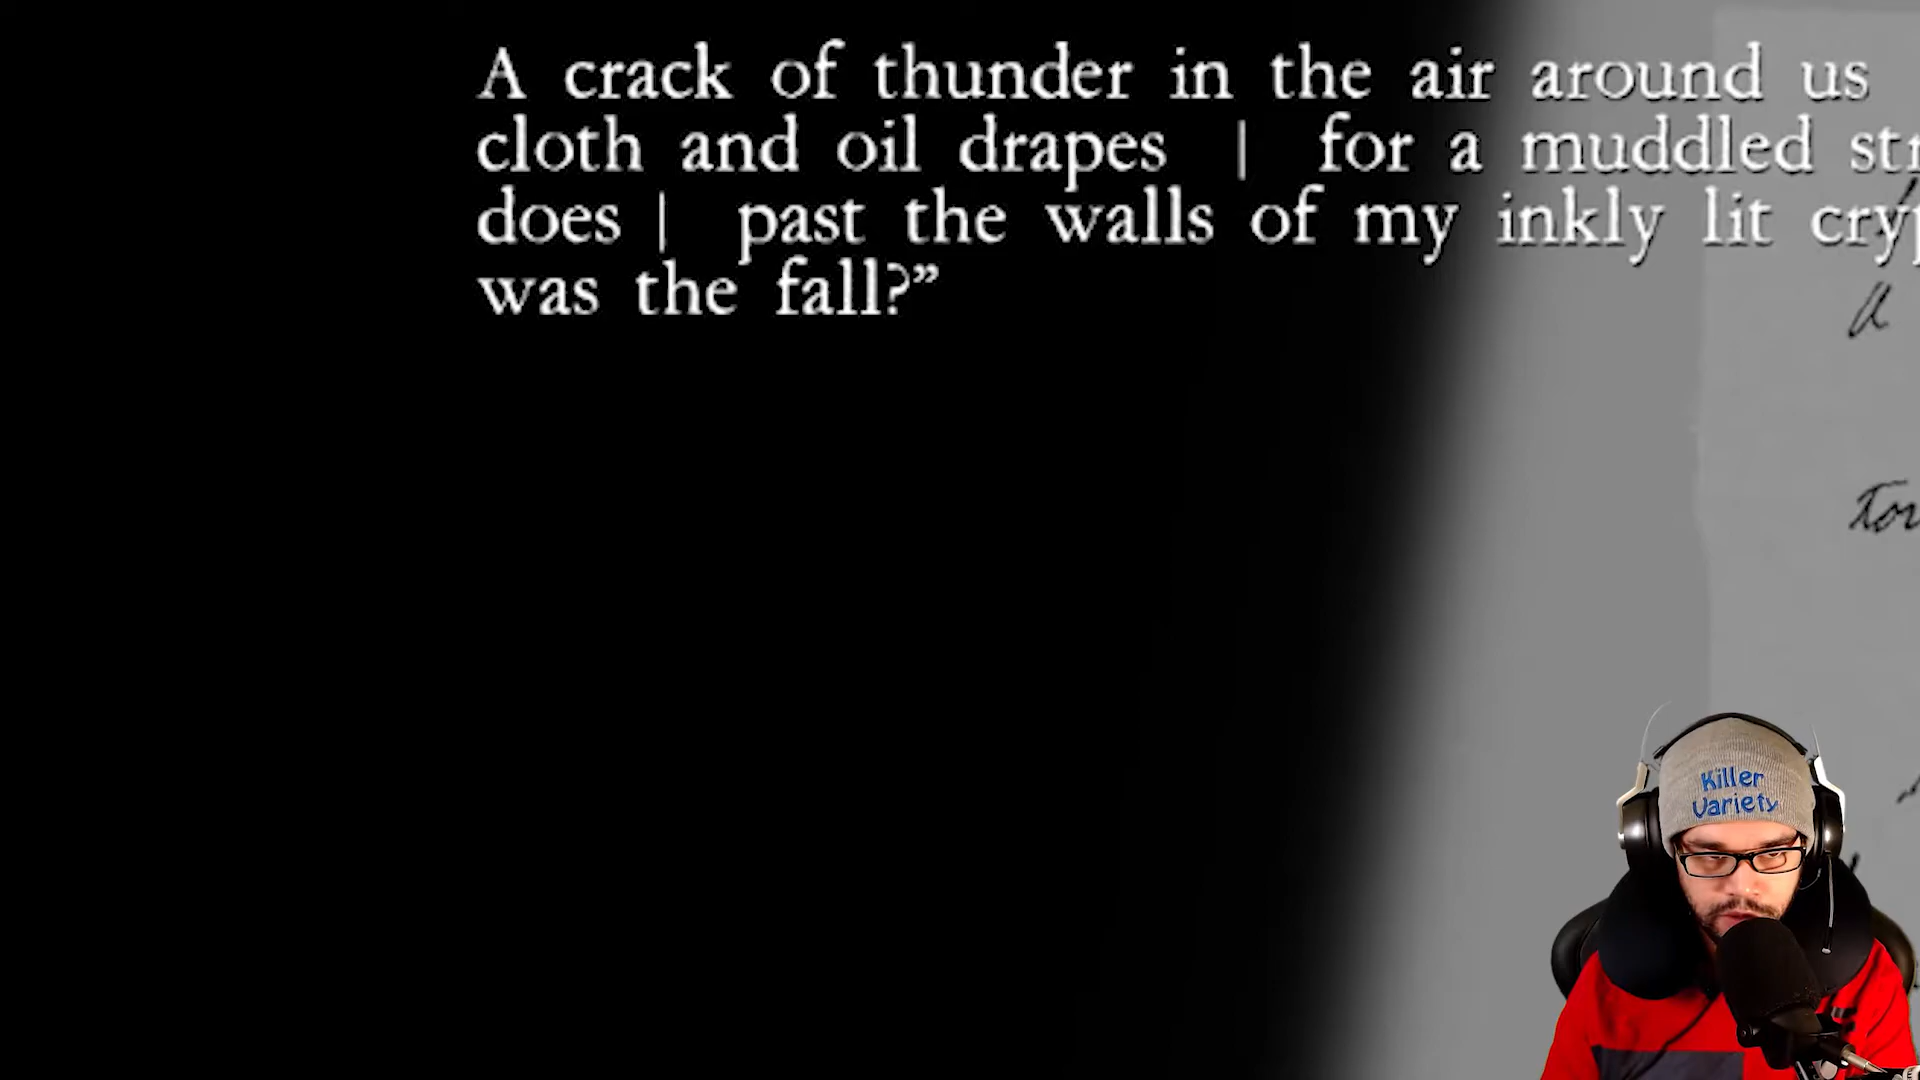 A crack of thunder in the air around us
cloth and oil drapes | for a muddled
does | past the walls of my inkly lit
was the fall?”
a
Killer
Variety